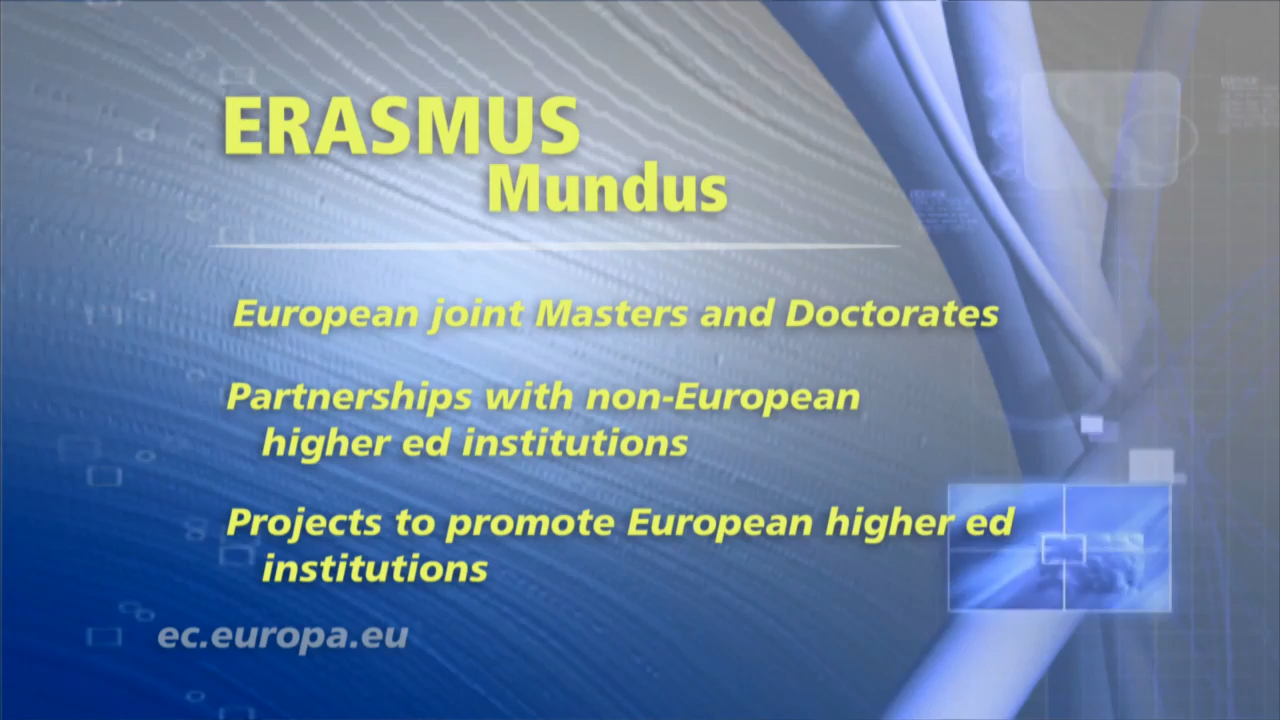 ERASMUS
Mundus
European joint Masters and Doctorates
Partnerships with non-European
higher ed institutions
Projects to promote European higher ed
institutions
ec.europa.eu